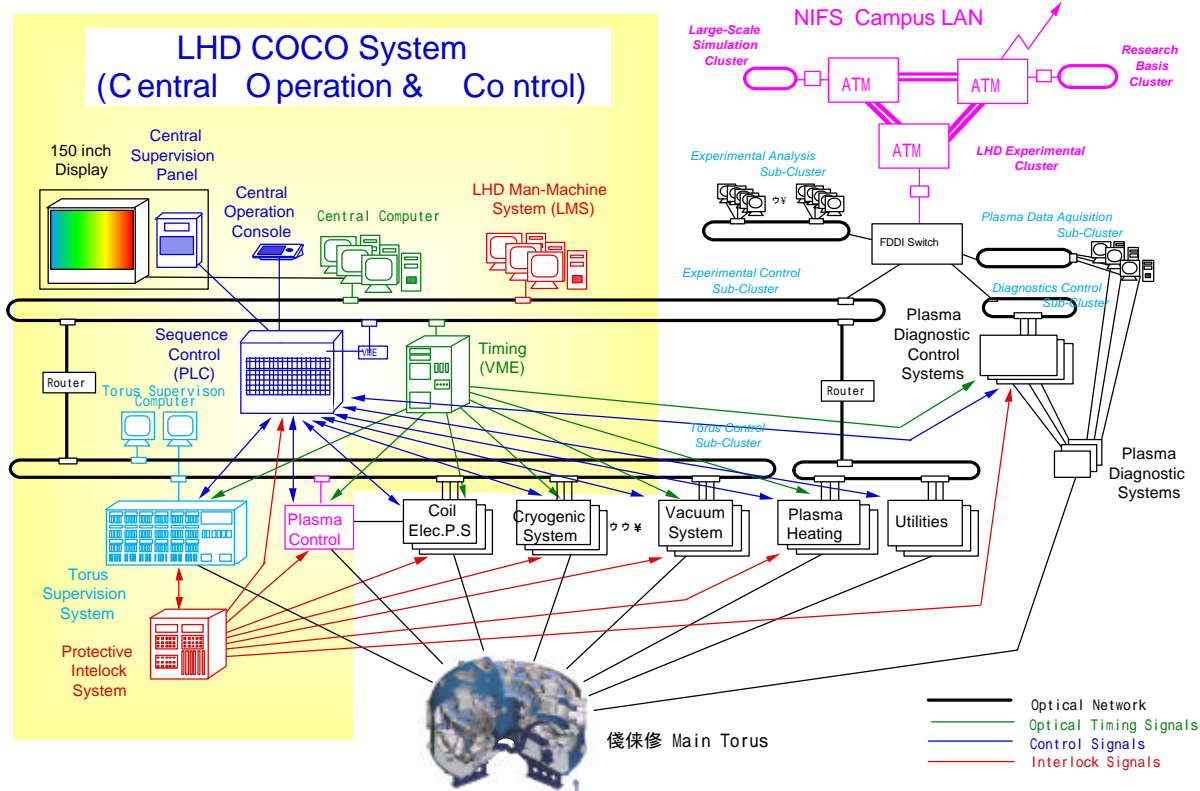 LHD COCO System
(Central Operation & Control)
NIFS Campus LAN
Large-Scale
Simulation
Cluster
ATM
ATM
Research
Basis
Cluster
ATM
LHD Experimental
Cluster
150 inch
Display
Central
Supervision
Panel
Central
Operation
Console
Central Computer
LHD Man-Machine
System (LMS)
Experimental Analysis
Sub-Cluster
ゥ¥
FDDI Switch
Plasma Data Aquisition
Sub-Cluster
Experimental Control
Sub-Cluster
Diagnostics Control
Sub-Cluster
Sequence
Control
(PLC)
VME
Timing
(VME)
Plasma
Diagnostic
Control
Systems
Router
Router
Torus Supervison
Computer
Torus Control
Sub-Cluster
Plasma
Diagnostic
Systems
Plasma
Control
Coil
Elec.P.S
Cryogenic
System
ゥゥ¥
Vacuum
System
Plasma
Heating
Utilities
Torus
Supervision
System
Protective
Intelock
System
Main Torus
Optical Network
Optical Timing Signals
Control Signals
Interlock Signals